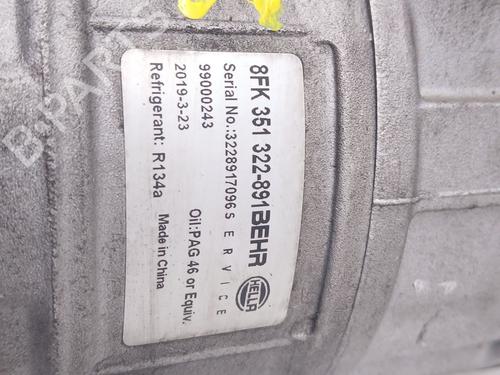 8FK 351 322-891 BEHR
Serial No.:3228917096 SERVICE
99000243
HELLA
2019-3-23
Oil:PAG 46 or Equiv.
Refrigerant: R134a
Made in China
B-PARTS